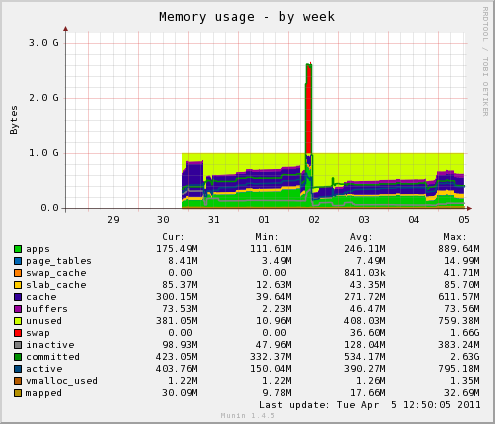 Memory usage - by week
RRDTOOL / TOBI OETIKER
Bytes
3.0 G
2.0 G
1.0 G
0.0
29 30 31 01 02 03 04 05
Cur: Min: Avg: Max:
apps 175.49M 111.61M 246.11M 889.64M
page_tables 8.41M 3.49M 7.49M 14.99M
swap_cache 0.00 0.00 841.03k 41.71M
slab_cache 85.37M 12.63M 43.35M 85.70M
cache 300.15M 39.64M 271.72M 611.57M
buffers 73.53M 2.23M 46.47M 73.56M
unused 381.05M 10.96M 408.03M 759.38M
swap 0.00 0.00 36.60M 1.66G
inactive 98.93M 47.96M 128.04M 383.24M
committed 423.05M 332.37M 534.17M 2.63G
active 403.76M 150.04M 390.27M 795.18M
vmalloc_used 1.22M 1.22M 1.26M 1.35M
mapped 30.09M 9.78M 17.66M 32.69M
Last update: Tue Apr 5 12:50:05 2011
Munin 1.4.5